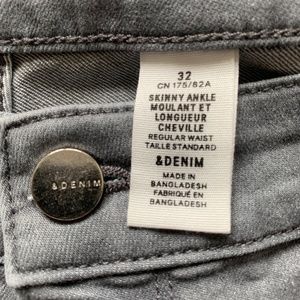 32
CN 175/82A
SKINNY ANKLE
MOULANT ET
LONGUEUR
CHEVILLE
REGULAR WAIST
TAILLE STANDARD
&DENIM
MADE IN
BANGLADESH
FABRIQUÉ EN
BANGLADESH
&DENIM